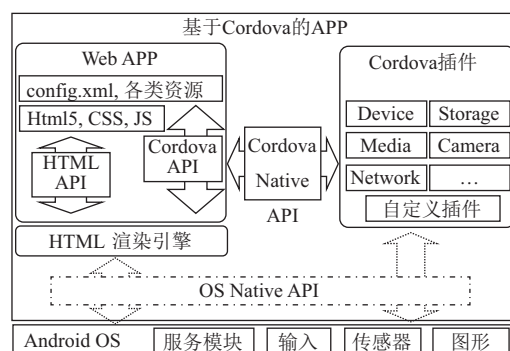 基于Cordova的APP
Web APP
config.xml, 各类资源
Html5, CSS, JS
HTML
API
Cordova
API
HTML 渲染引擎
Cordova
Native
API
Cordova插件
Device
Storage
Media
Camera
Network
…
自定义插件
OS Native API
Android OS
服务模块
输入
传感器
图形